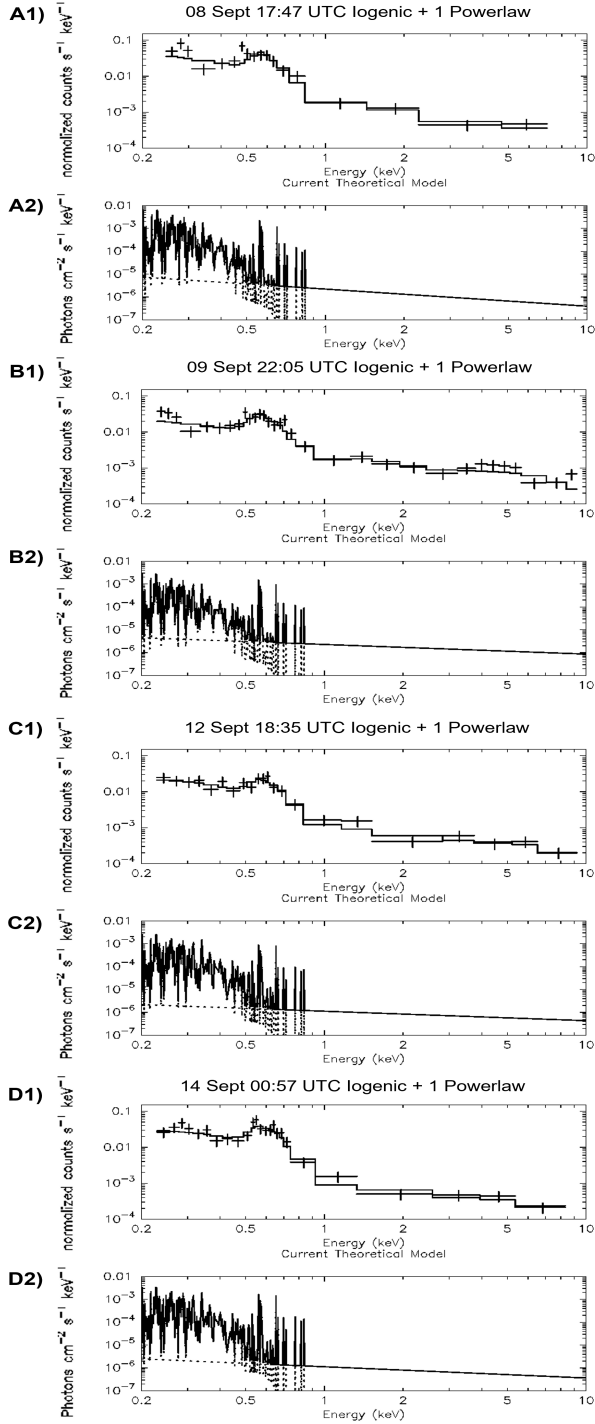 A1)
08 Sept 17:47 UTC Iogenic + 1 Powerlaw
normalized counts s⁻¹ keV⁻¹
0.1
0.01
10⁻³
10⁻⁴
0.2 0.5 1 2 5 10
Energy (keV)
Current Theoretical Model
A2)
Photons cm⁻² s⁻¹ keV⁻¹
0.01
10⁻³
10⁻⁴
10⁻⁵
10⁻⁶
10⁻⁷
0.2 0.5 1 2 5 10
Energy (keV)
B1)
09 Sept 22:05 UTC Iogenic + 1 Powerlaw
normalized counts s⁻¹ keV⁻¹
0.1
0.01
10⁻³
10⁻⁴
0.2 0.5 1 2 5 10
Energy (keV)
Current Theoretical Model
B2)
Photons cm⁻² s⁻¹ keV⁻¹
0.01
10⁻³
10⁻⁴
10⁻⁵
10⁻⁶
10⁻⁷
0.2 0.5 1 2 5 10
Energy (keV)
C1)
12 Sept 18:35 UTC Iogenic + 1 Powerlaw
normalized counts s⁻¹ keV⁻¹
0.1
0.01
10⁻³
10⁻⁴
0.2 0.5 1 2 5 10
Energy (keV)
Current Theoretical Model
C2)
Photons cm⁻² s⁻¹ keV⁻¹
0.01
10⁻³
10⁻⁴
10⁻⁵
10⁻⁶
10⁻⁷
0.2 0.5 1 2 5 10
Energy (keV)
D1)
14 Sept 00:57 UTC Iogenic + 1 Powerlaw
normalized counts s⁻¹ keV⁻¹
0.1
0.01
10⁻³
10⁻⁴
0.2 0.5 1 2 5 10
Energy (keV)
Current Theoretical Model
D2)
Photons cm⁻² s⁻¹ keV⁻¹
0.01
10⁻³
10⁻⁴
10⁻⁵
10⁻⁶
10⁻⁷
0.2 0.5 1 2 5 10
Energy (keV)